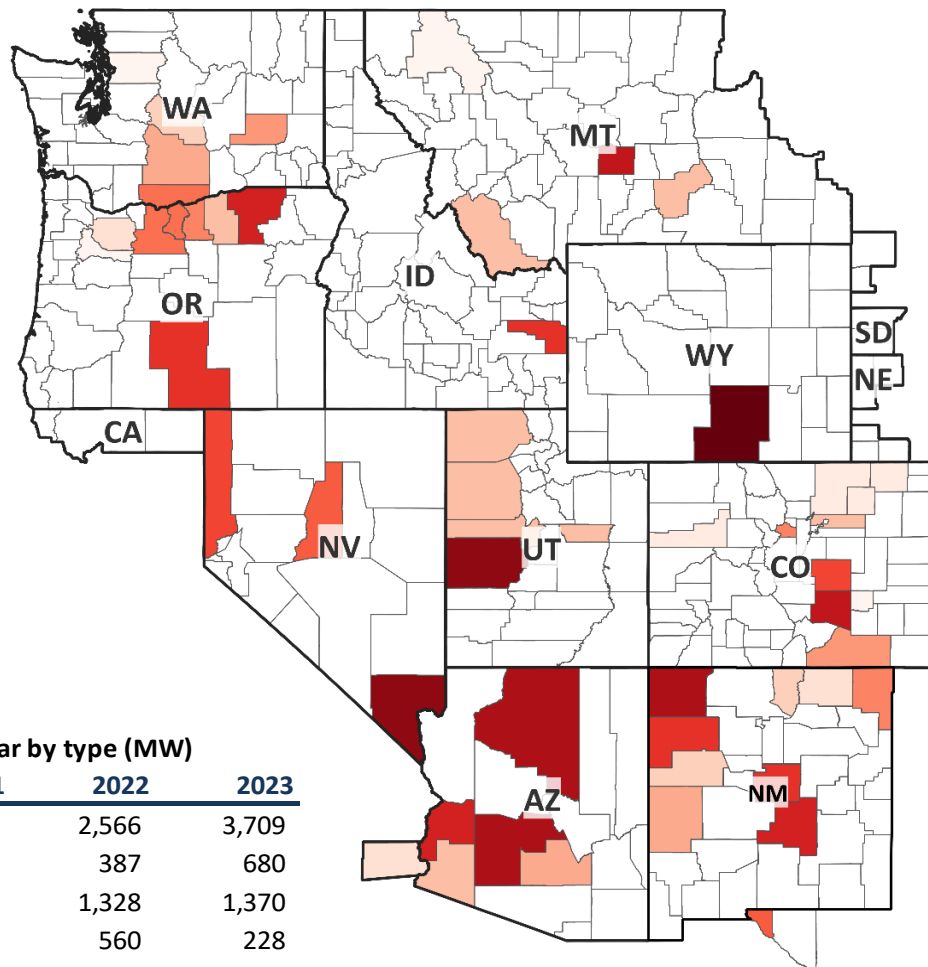 WA
MT
ID
OR
WY
SD
NE
CA
NV
UT
CO
AZ
NM
ar by type (MW)
2022 2023
2,566 3,709
387 680
1,328 1,370
560 228